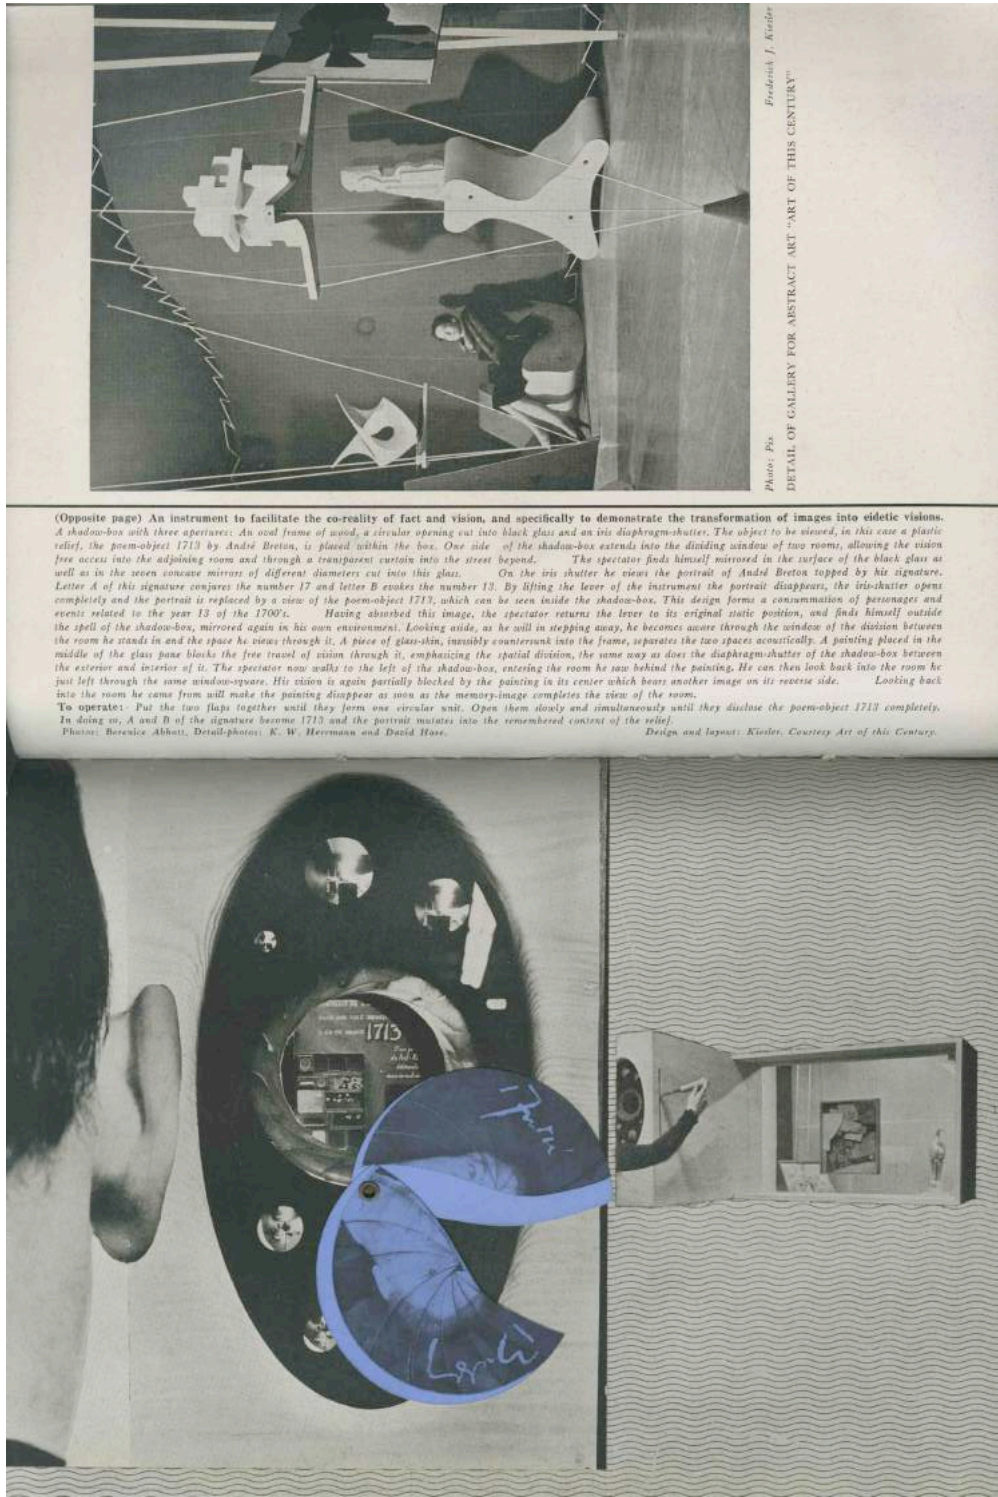 Photo: Pix Frederick J. Kiesler
DETAIL OF GALLERY FOR ABSTRACT ART "ART OF THIS CENTURY"
(Opposite page) An instrument to facilitate the co-reality of fact and vision, and specifically to demonstrate the transformation of images into eidetic visions.
A shadow-box with three apertures: An oval frame of wood, a circular opening cut into black glass and an iris diaphragm-shutter. The object to be viewed, in this case a plastic
relief, the poem-object 1713 by André Breton, is placed within the box. One side of the shadow-box extends into the dividing window of two rooms, allowing the vision
free access into the adjoining room and through a transparent curtain into the street beyond. The spectator finds himself mirrored in the surface of the black glass as
well as in the seven concave mirrors of different diameters cut into this glass. On the iris shutter he views the portrait of André Breton topped by his signature.
Letter A of this signature conjures the number 17 and letter B evokes the number 13. By lifting the lever of the instrument the portrait disappears, the iris-shutter opens
completely and the portrait is replaced by a view of the poem-object 1713, which can be seen inside the shadow-box. This design forms a consummation of personages and
events related to the year 13 of the 1700's. Having absorbed this image, the spectator returns the lever to its original static position, and finds himself outside
the spell of the shadow-box, mirrored again in his own environment. Looking aside, as he will in stepping away, he becomes aware through the window of the division between
the room he stands in and the space he views through it. A piece of glass-skin, invisibly countersunk into the frame, separates the two spaces acoustically. A painting placed in the
middle of the glass pane blocks the free travel of vision through it, emphasizing the spatial division, the same way as does the diaphragm-shutter of the shadow-box between
the exterior and interior of it. The spectator now walks to the left of the shadow-box, entering the room he saw behind the painting. He can then look back into the room he
just left through the same window-square. His vision is again partially blocked by the painting in its center which bears another image on its reverse side. Looking back
into the room he came from will make the painting disappear as soon as the memory-image completes the view of the room.
To operate: Put the two flaps together until they form one circular unit. Open them slowly and simultaneously until they disclose the poem-object 1713 completely.
In doing so, A and B of the signature become 1713 and the portrait mutates into the remembered content of the relief.
Photos: Berenice Abbott, Detail-photos: K. W. Herrmann and David Hare. Design and layout: Kiesler. Courtesy Art of this Century.
1713